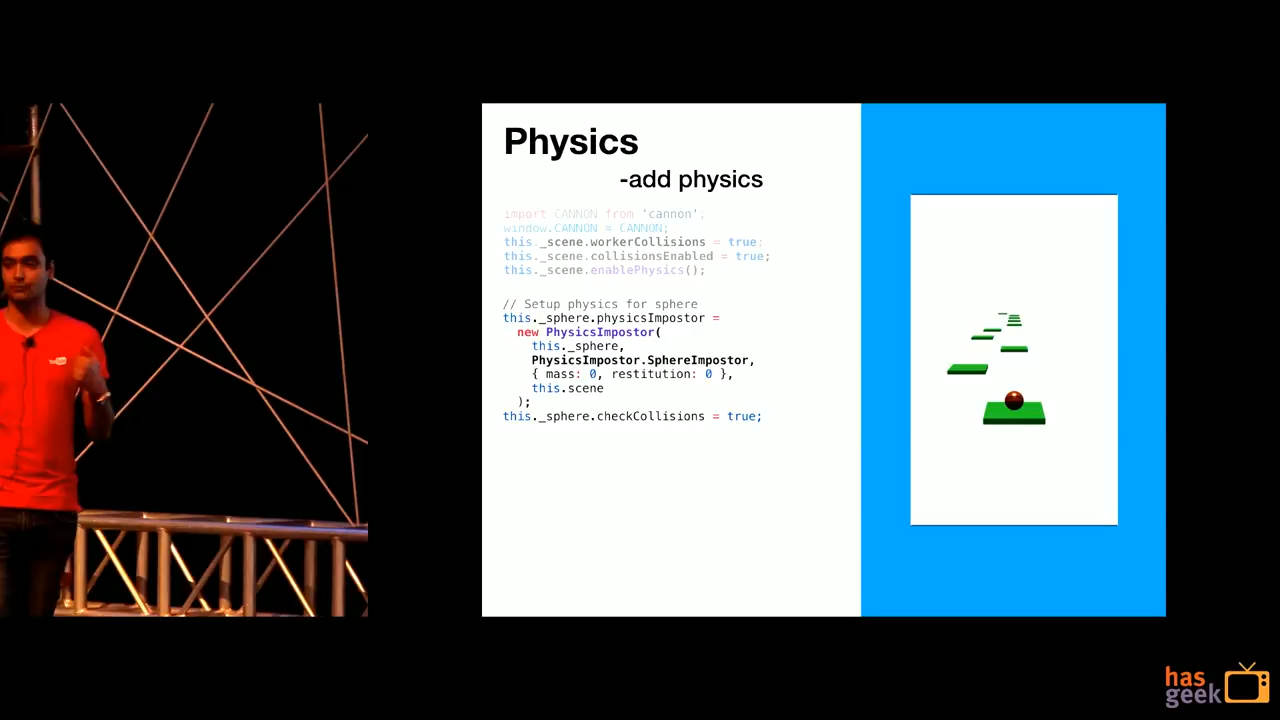 Physics
-add physics
import CANNON from 'cannon';
window.CANNON = CANNON;
this._scene.workerCollisions = true;
this._scene.collisionsEnabled = true;
this._scene.enablePhysics();
// Setup physics for sphere
this._sphere.physicsImpostor =
new PhysicsImpostor(
this._sphere,
PhysicsImpostor.SphereImpostor,
{ mass: 0, restitution: 0 },
this.scene
);
this._sphere.checkCollisions = true;
has
geek